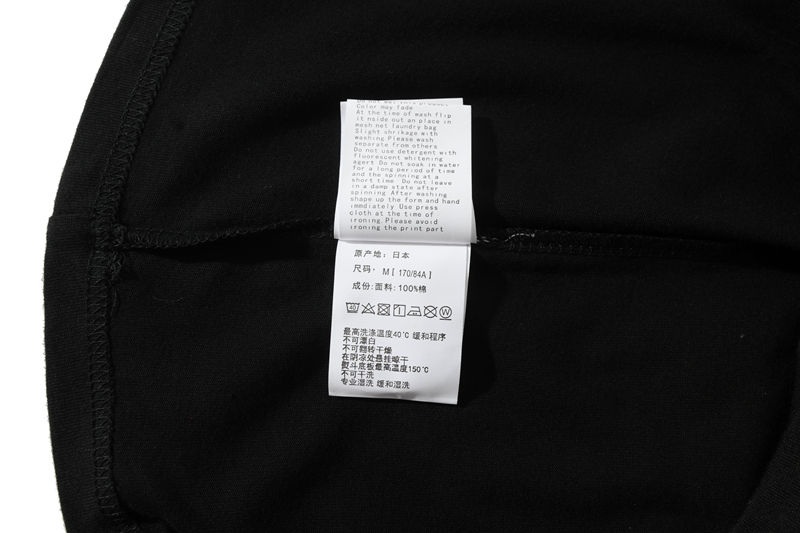 Color may fade
At the time of wash flip
it nside out an place in
mesh net laundry bag
Slight shrikage with
washing Please wash
separate from others
Do not use detergent with
fluorescent whitening
agert Do not soak in water
for a long period of time
and the spinning at a
short time Do not leave
in a damp state after
spinning. After washing
shape up the form and hand
immdiately Use press
cloth at the time of
ironing. Please avoid
ironing the print part
原产地: 日本
尺码: M[ 170/84A]
成份:面料:100%棉
40 W
最高洗涤温度40℃ 缓和程序
不可漂白
不可翻转干燥
在阴凉处悬挂晾干
熨斗底板最高温度150℃
不可干洗
专业湿洗 缓和湿洗